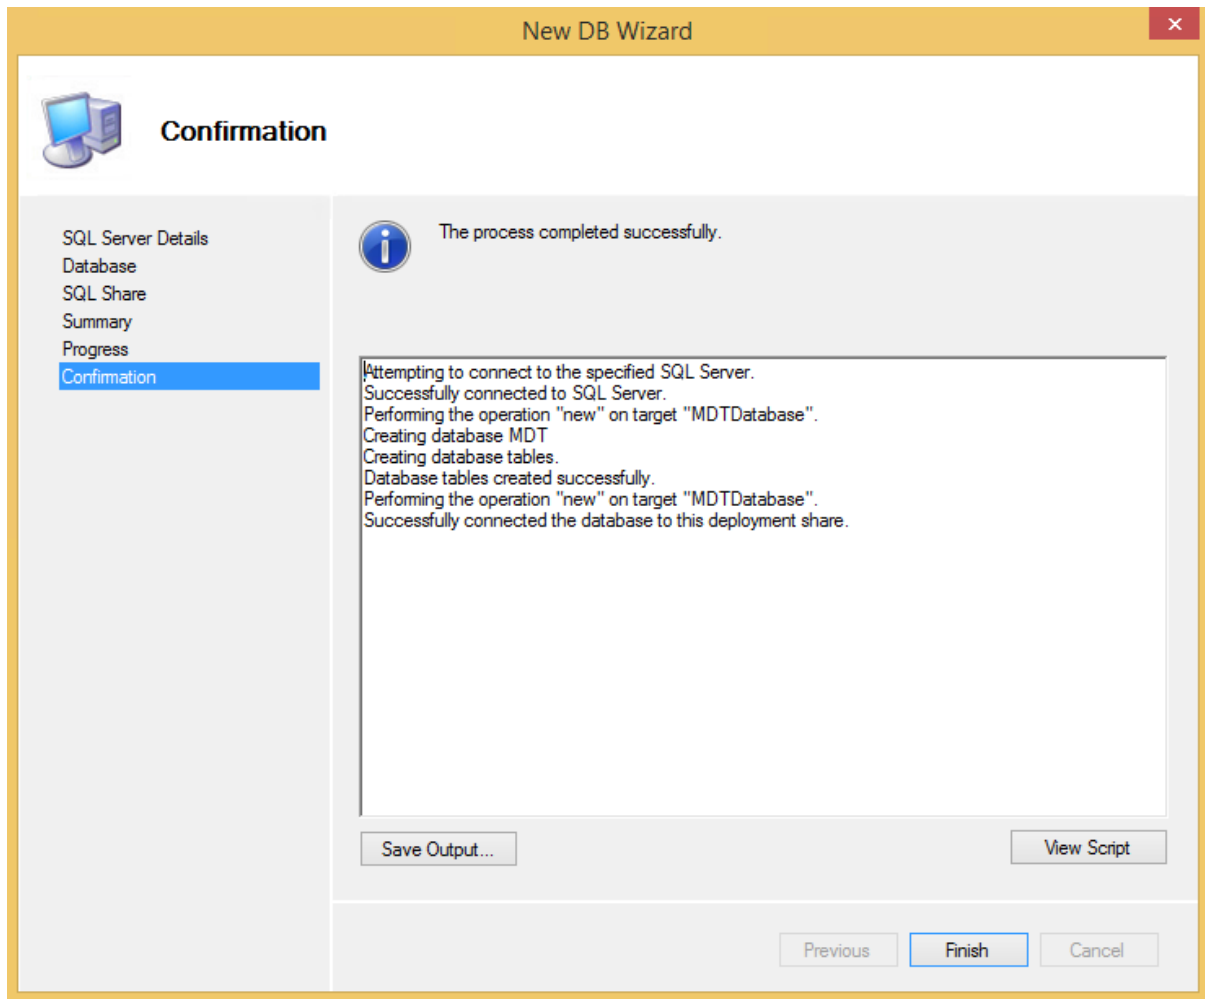 New DB Wizard
Confirmation
SQL Server Details
Database
SQL Share
Summary
Progress
Confirmation
The process completed successfully.
Attempting to connect to the specified SQL Server.
Successfully connected to SQL Server.
Performing the operation "new" on target "MDTDatabase".
Creating database MDT
Creating database tables.
Database tables created successfully.
Performing the operation "new" on target "MDTDatabase".
Successfully connected the database to this deployment share.
Save Output...
View Script
Previous
Finish
Cancel